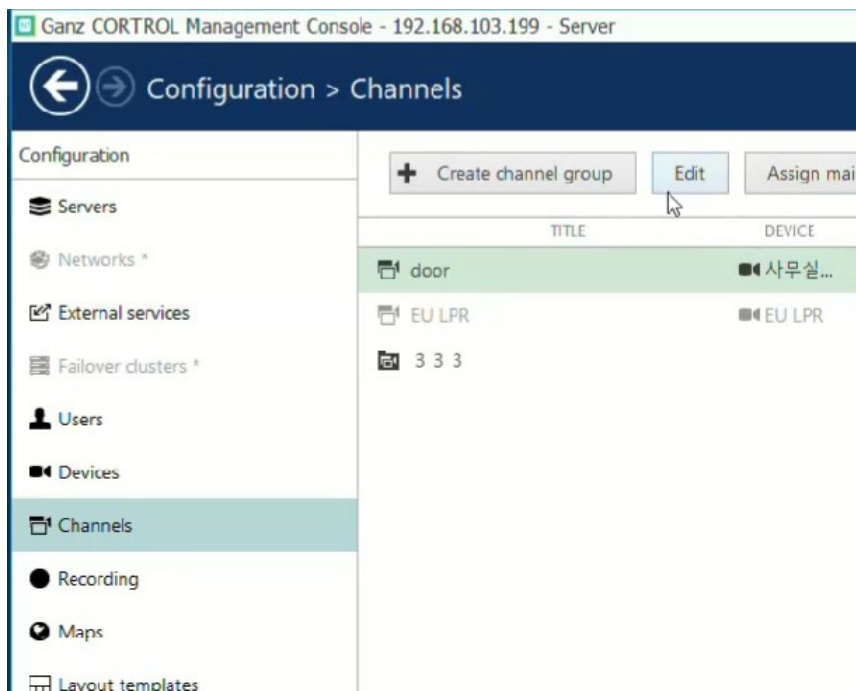 Ganz CORTROL Management Console - 192.168.103.199 - Server
Configuration > Channels
Configuration
Create channel group Edit Assign mai
Servers
TITLE DEVICE
Networks *
door 사무실...
External services
EU LPR EU LPR
Failover clusters *
3 3 3
Users
Devices
Channels
Recording
Maps
Layout templates